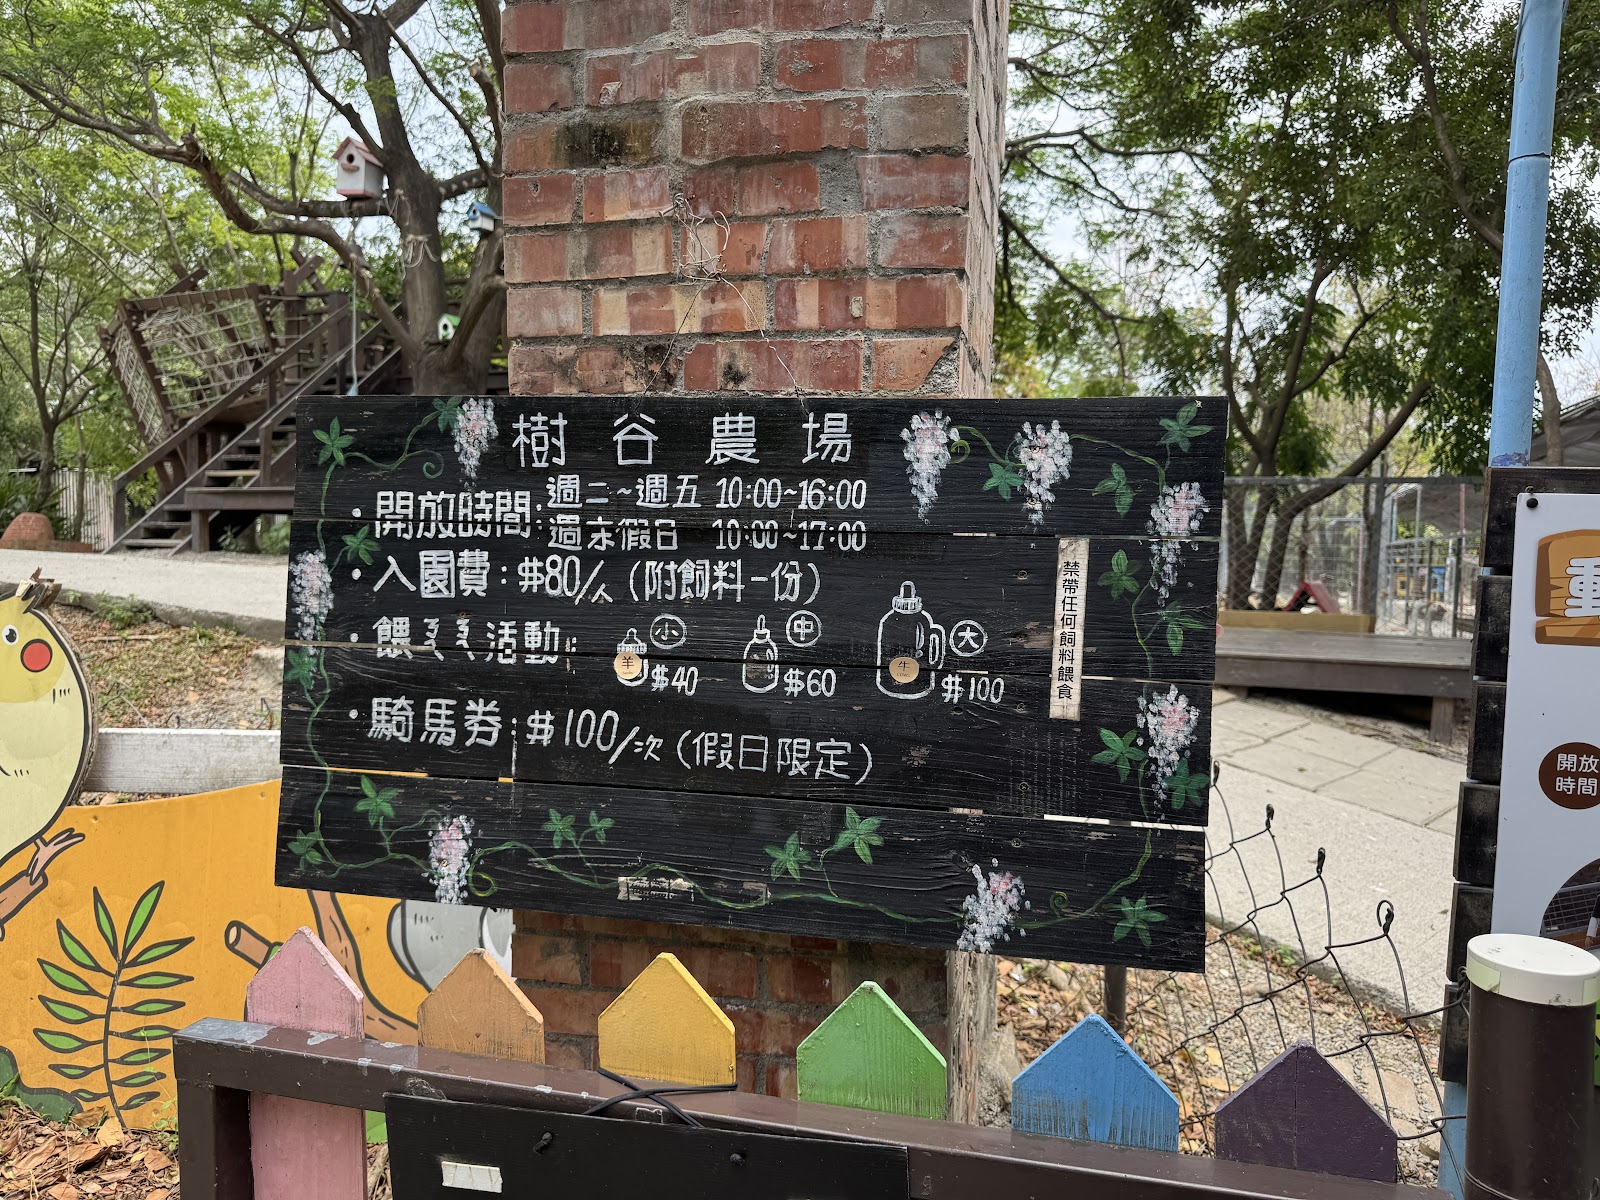 樹谷農場
・開放時間:週二~週五 10:00~16:00
週末假日 10:00~17:00
・入園費:$80/人(附飼料一份)
・餵ㄋㄟㄋㄟ活動:
小
羊
$40
中
$60
大
牛
$100
・騎馬券:$100/次(假日限定)
禁帶任何飼料餵食
開放
時間